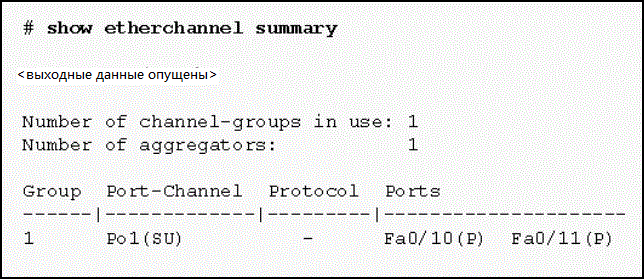 # show etherchannel summary
<выходные данные опущены>
Number of channel-groups in use: 1
Number of aggregators:           1
Group  Port-Channel  Protocol  Ports
------|-------------|---------|----------------------
1      Po1(SU)         -      Fa0/10(P)  Fa0/11(P)